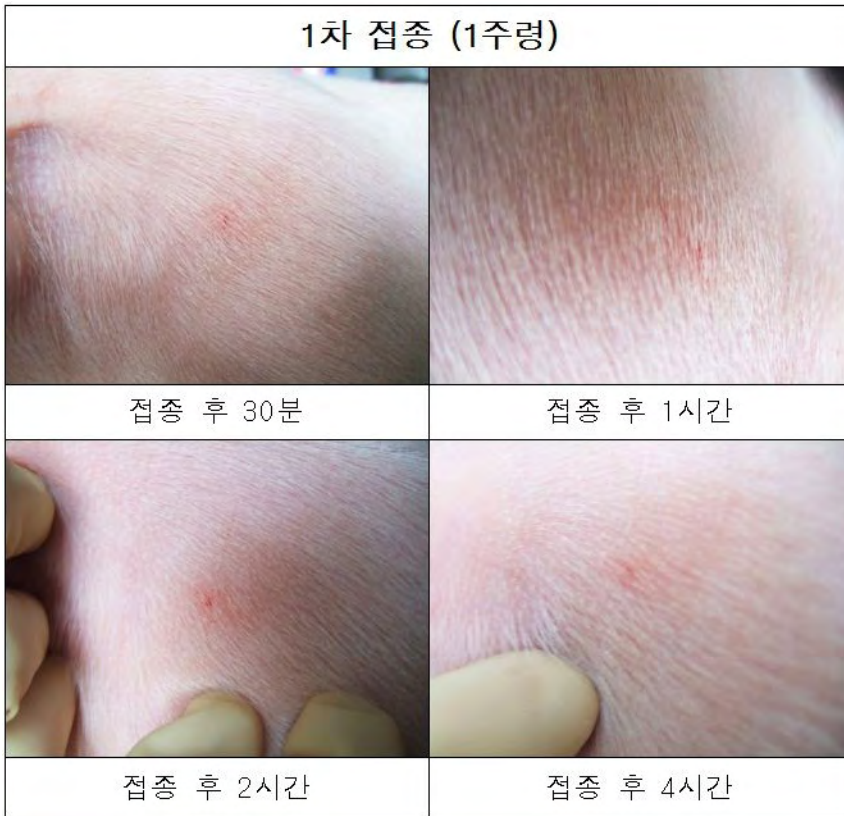 1차 접종 (1주령)
접종 후 30분
접종 후 1시간
접종 후 2시간
접종 후 4시간